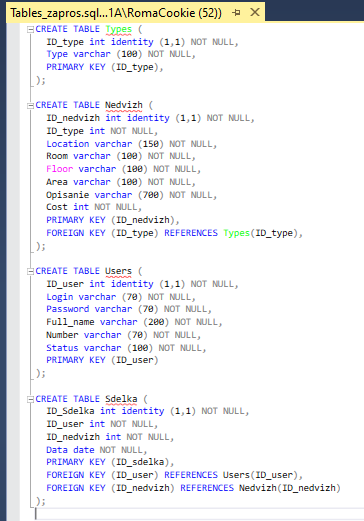 Tables_zapros.sql...1A\RomaCookie (52))
CREATE TABLE Types (
ID_type int identity (1,1) NOT NULL,
Type varchar (100) NOT NULL,
PRIMARY KEY (ID_type),
);
CREATE TABLE Nedvizh (
ID_nedvizh int identity (1,1) NOT NULL,
ID_type int NOT NULL,
Location varchar (150) NOT NULL,
Room varchar (100) NOT NULL,
Floor varchar (100) NOT NULL,
Area varchar (100) NOT NULL,
Opisanie varchar (700) NOT NULL,
Cost int NOT NULL,
PRIMARY KEY (ID_nedvizh),
FOREIGN KEY (ID_type) REFERENCES Types(ID_type),
);
CREATE TABLE Users (
ID_user int identity (1,1) NOT NULL,
Login varchar (70) NOT NULL,
Password varchar (70) NOT NULL,
Full_name varchar (200) NOT NULL,
Number varchar (70) NOT NULL,
Status varchar (100) NOT NULL,
PRIMARY KEY (ID_user)
);
CREATE TABLE Sdelka (
ID_Sdelka int identity (1,1) NOT NULL,
ID_user int NOT NULL,
ID_nedvizh int NOT NULL,
Data date NOT NULL,
PRIMARY KEY (ID_sdelka),
FOREIGN KEY (ID_user) REFERENCES Users(ID_user),
FOREIGN KEY (ID_nedvizh) REFERENCES Nedvizh(ID_nedvizh)
);